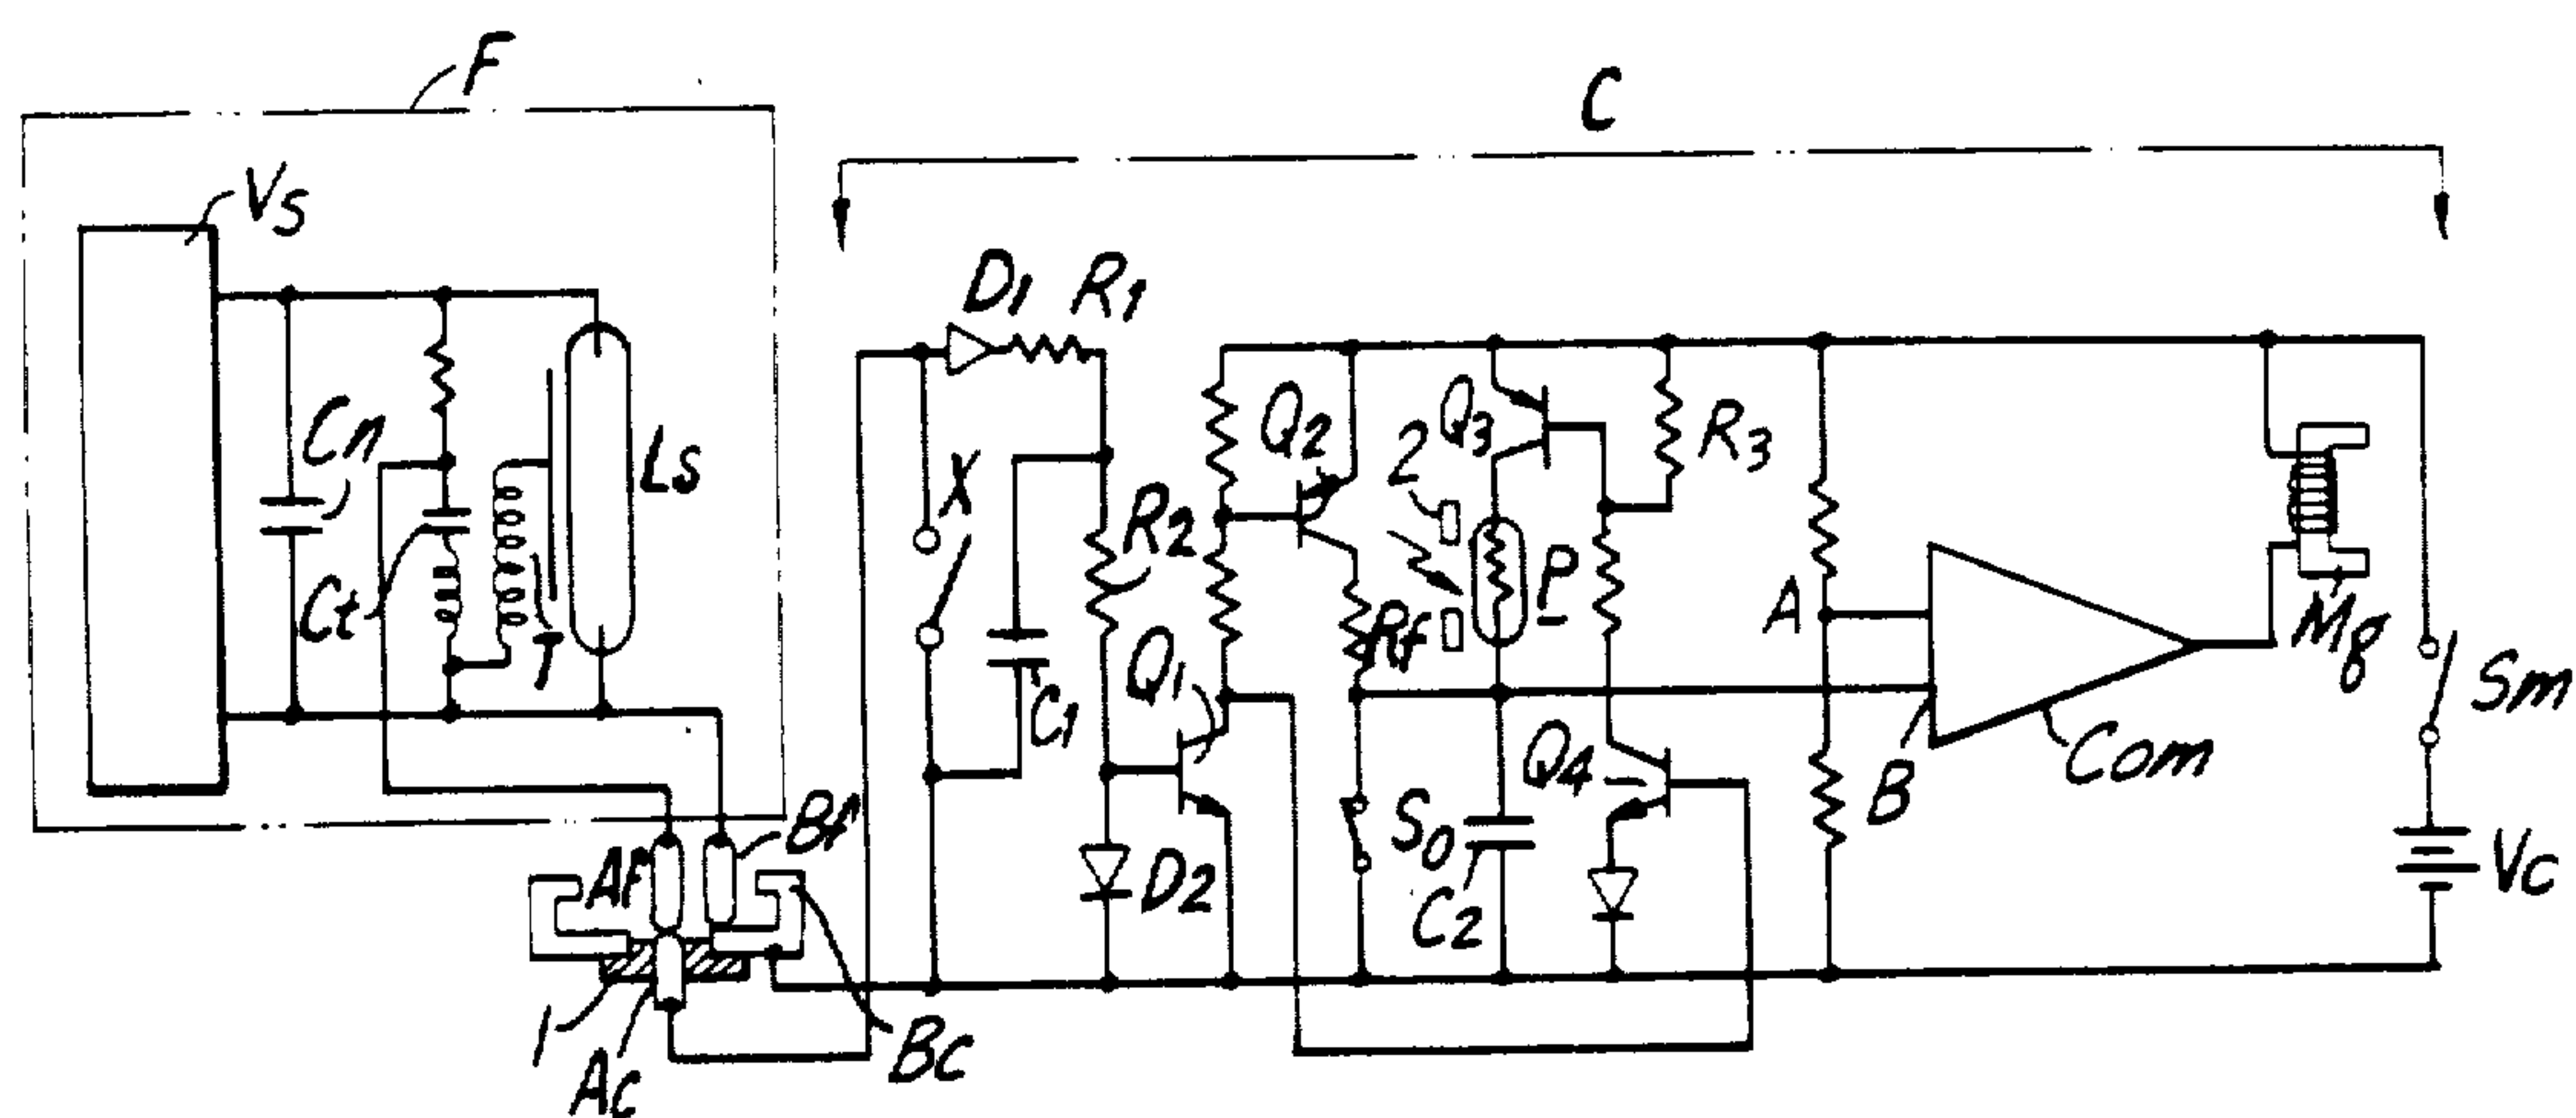 F
C
Vs
D1
R1
Cn
Ls
X
Q2
2
Q3
R3
R2
Ct
T
Rf
P
A
Mg
Sm
C1
Q1
Q4
B
Com
Af
Bf
D2
S0
C2
Vc
1
Ac
Bc